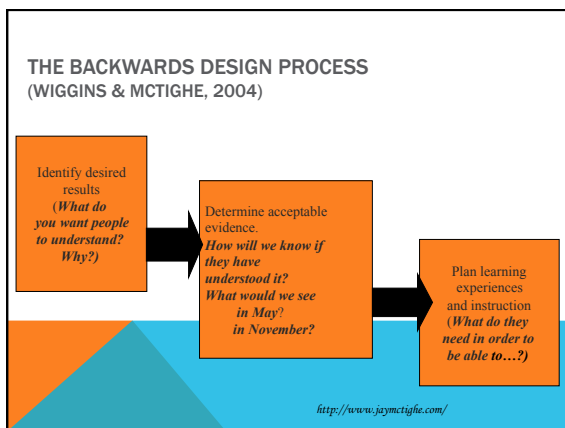 THE BACKWARDS DESIGN PROCESS
(WIGGINS & MCTIGHE, 2004)
Identify desired
results
(What do
you want people
to understand?
Why?)
Determine acceptable
evidence.
How will we know if
they have
understood it?
What would we see
in May?
in November?
Plan learning
experiences
and instruction
(What do they
need in order to
be able to…?)
http://www.jaymctighe.com/